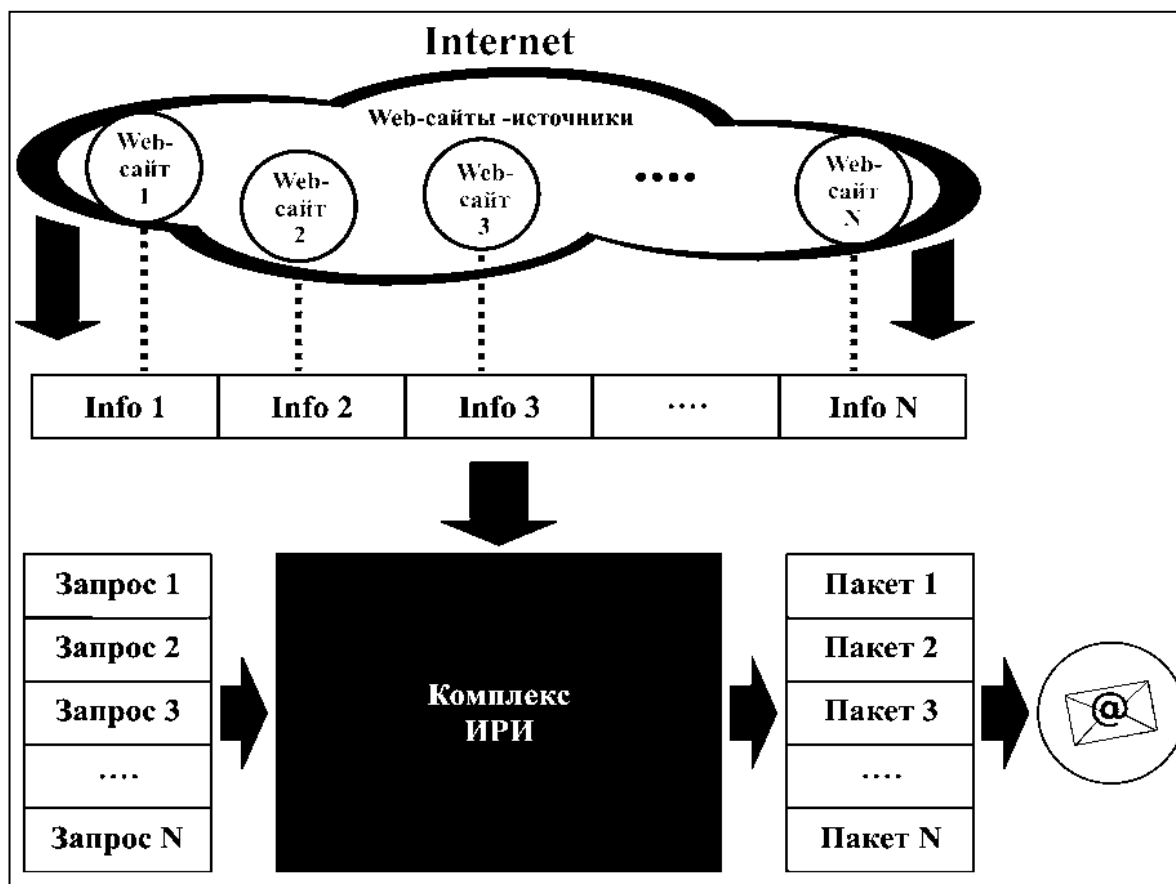 Internet
Web-сайты -источники
Web-
сайт
1
Web-
сайт
2
Web-
сайт
3
••••
Web-
сайт
N
Info 1
Info 2
Info 3
....
Info N
Запрос 1
Запрос 2
Запрос 3
....
Запрос N
Комплекс
ИРИ
Пакет 1
Пакет 2
Пакет 3
....
Пакет N
@